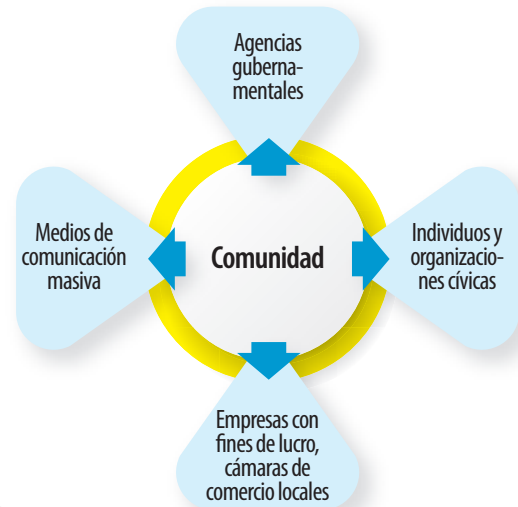 Agencias
guberna-
mentales
Medios de
comunicación
masiva
Comunidad
Individuos y
organizacio-
nes cívicas
Empresas con
fines de lucro,
cámaras de
comercio locales